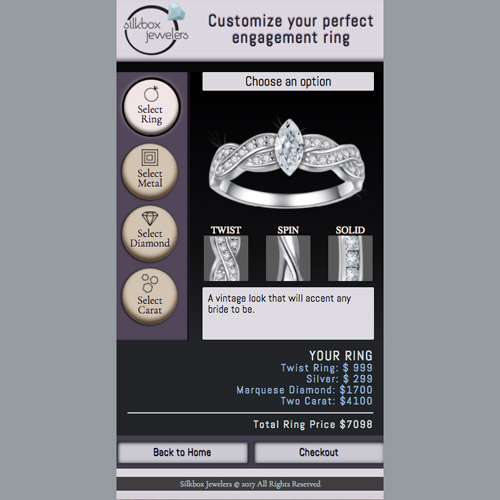 silkbox
jewelers
Customize your perfect
engagement ring
Choose an option
Select
Ring
Select
Metal
Select
Diamond
Select
Carat
TWIST SPIN SOLID
A vintage look that will accent any
bride to be.
YOUR RING
Twist Ring: $ 999
Silver: $ 299
Marquese Diamond: $1700
Two Carat: $4100
Total Ring Price $7098
Back to Home Checkout
Silkbox Jewelers @ 2017 All Rights Reserved